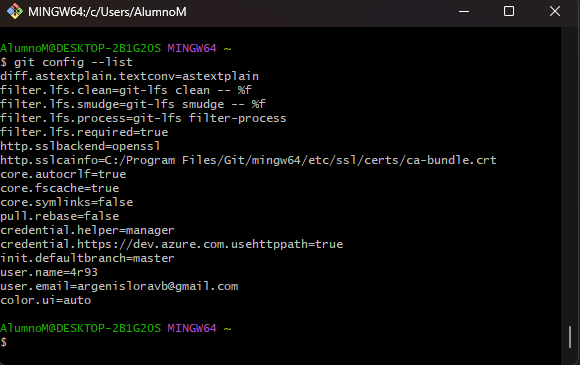 MINGW64:/c/Users/AlumnoM
AlumnoM@DESKTOP-2B1G2OS MINGW64 ~
$ git config --list
diff.astextplain.textconv=astextplain
filter.lfs.clean=git-lfs clean -- %f
filter.lfs.smudge=git-lfs smudge -- %f
filter.lfs.process=git-lfs filter-process
filter.lfs.required=true
http.sslbackend=openssl
http.sslcainfo=C:/Program Files/Git/mingw64/etc/ssl/certs/ca-bundle.crt
core.autocrlf=true
core.fscache=true
core.symlinks=false
pull.rebase=false
credential.helper=manager
credential.https://dev.azure.com.usehttppath=true
init.defaultbranch=master
user.name=4r93
user.email=argenisloravb@gmail.com
color.ui=auto
AlumnoM@DESKTOP-2B1G2OS MINGW64 ~
$